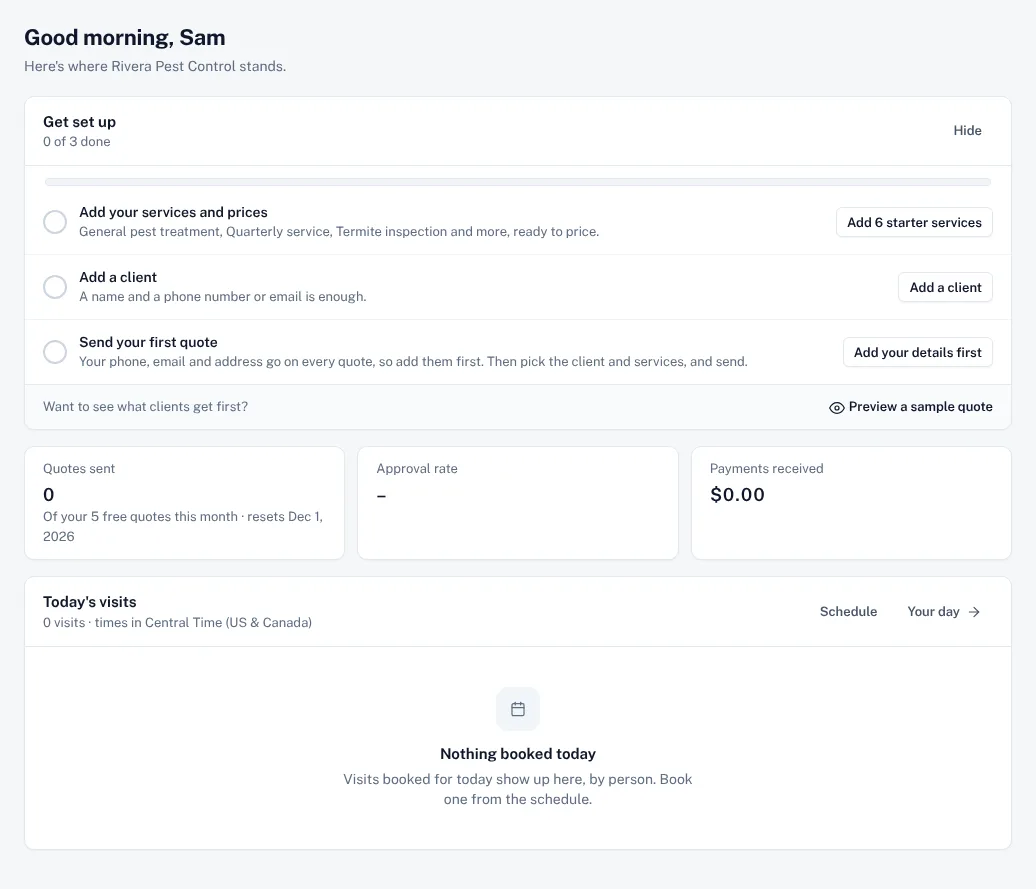 Good morning, Sam
Here's where Rivera Pest Control stands.
Get set up
0 of 3 done
Hide
Add your services and prices
General pest treatment, Quarterly service, Termite inspection and more, ready to price.
Add 6 starter services
Add a client
A name and a phone number or email is enough.
Add a client
Send your first quote
Your phone, email and address go on every quote, so add them first. Then pick the client and services, and send.
Add your details first
Want to see what clients get first?
Preview a sample quote
Quotes sent
0
Of your 5 free quotes this month · resets Dec 1,
2026
Approval rate
–
Payments received
$0.00
Today's visits
0 visits · times in Central Time (US & Canada)
Schedule
Your day →
Nothing booked today
Visits booked for today show up here, by person. Book
one from the schedule.